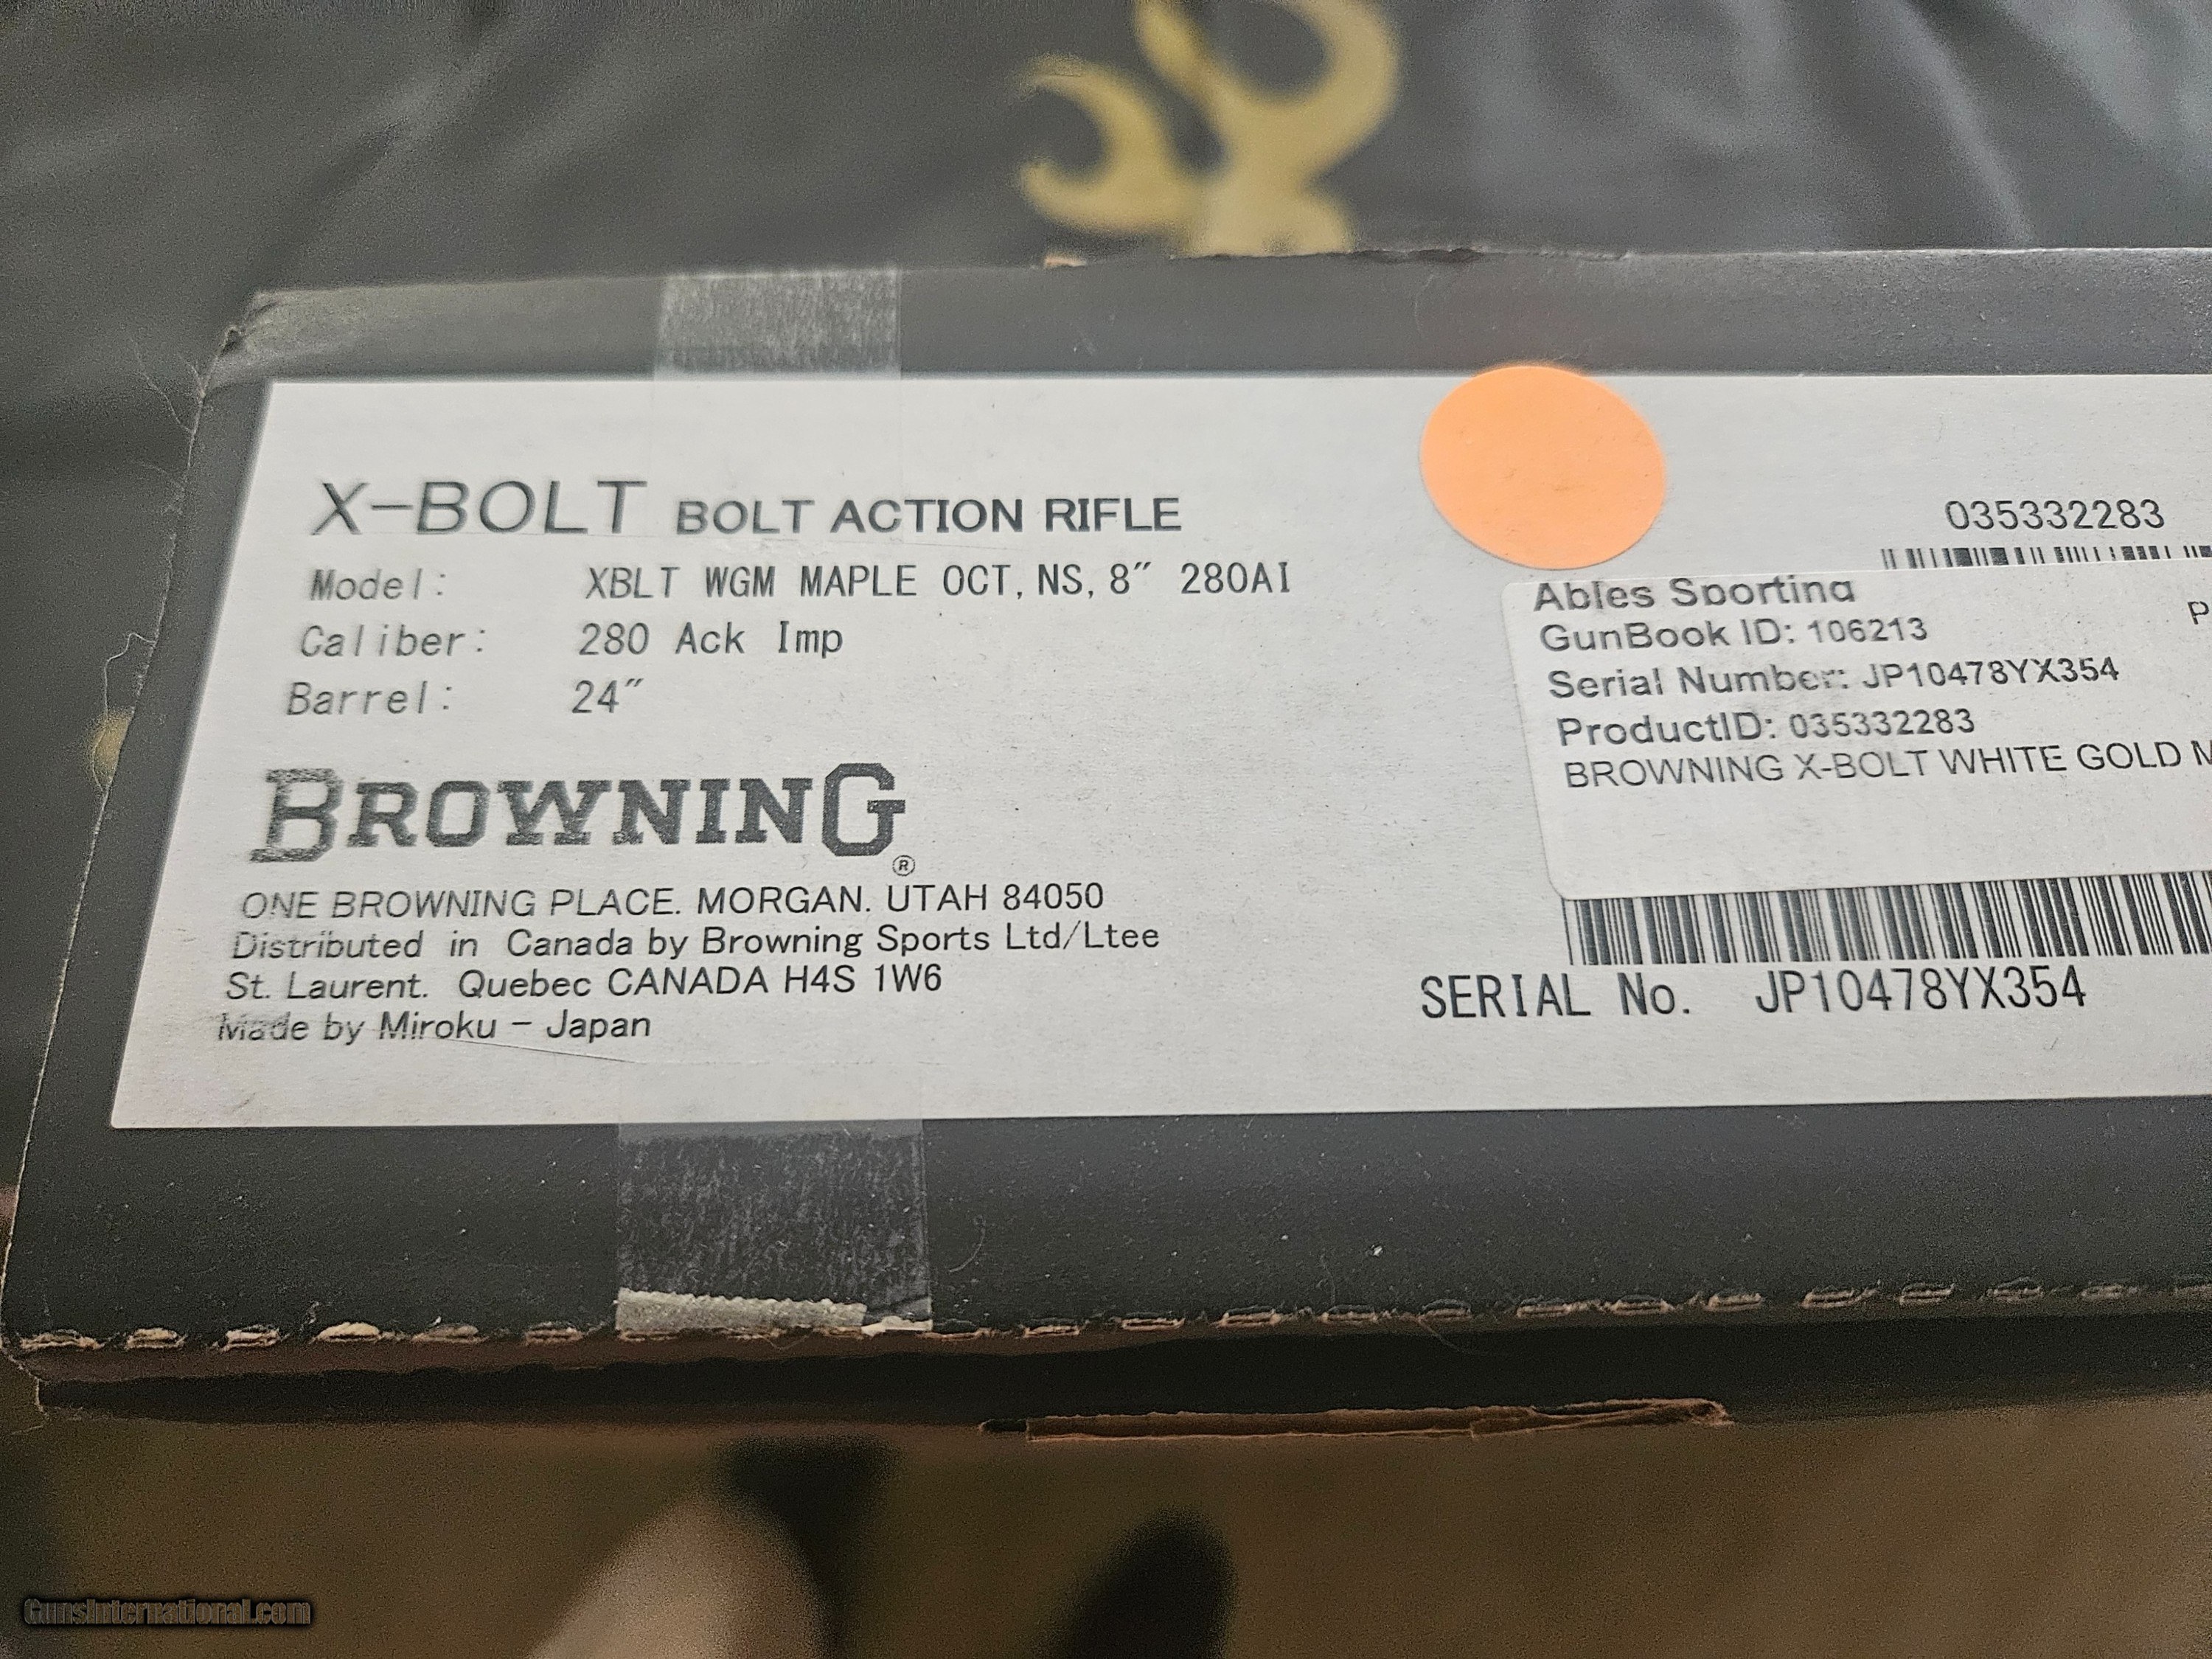 X-BOLT BOLT ACTION RIFLE
Model: XBLT WGM MAPLE OCT, NS, 8" 280AI
Caliber: 280 Ack Imp
Barrel: 24"
BROWNING®
ONE BROWNING PLACE. MORGAN. UTAH 84050
Distributed in Canada by Browning Sports Ltd/Ltee
St. Laurent. Quebec CANADA H4S 1W6
Made by Miroku - Japan
035332283
Ables Sporting
GunBook ID: 106213
Serial Number: JP10478YX354
ProductID: 035332283
BROWNING X-BOLT WHITE GOLD M
P
SERIAL No. JP10478YX354
GunsInternational.com